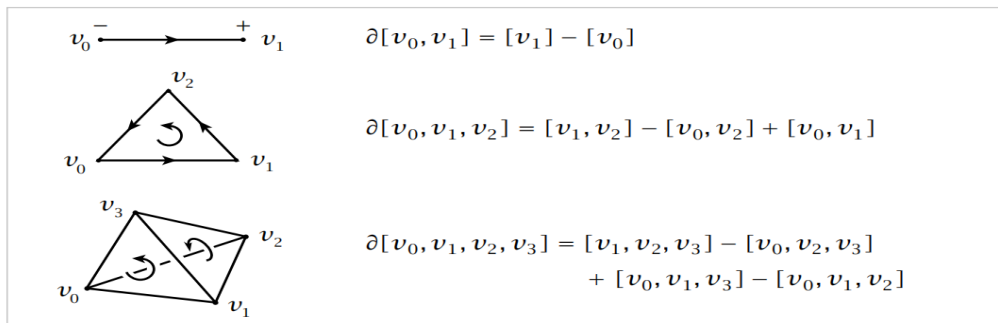 v₀ − + v₁ ∂[v₀, v₁] = [v₁] − [v₀]
v₂
v₀ v₁ ∂[v₀, v₁, v₂] = [v₁, v₂] − [v₀, v₂] + [v₀, v₁]
v₃
v₂
v₀
v₁
∂[v₀, v₁, v₂, v₃] = [v₁, v₂, v₃] − [v₀, v₂, v₃]
+ [v₀, v₁, v₃] − [v₀, v₁, v₂]